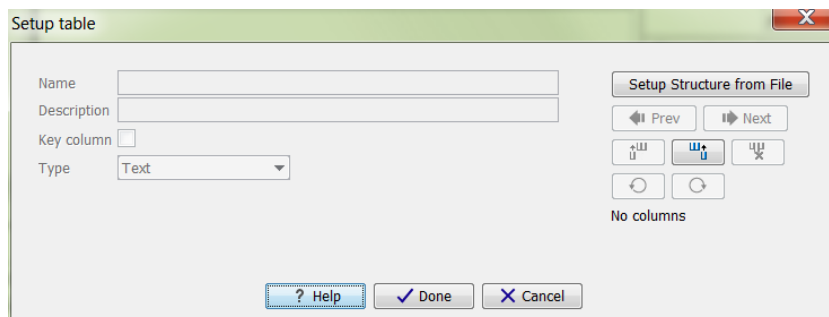 Setup table
Name
Description
Key column
Type
Text
Setup Structure from File
Prev
Next
No columns
? Help
Done
Cancel